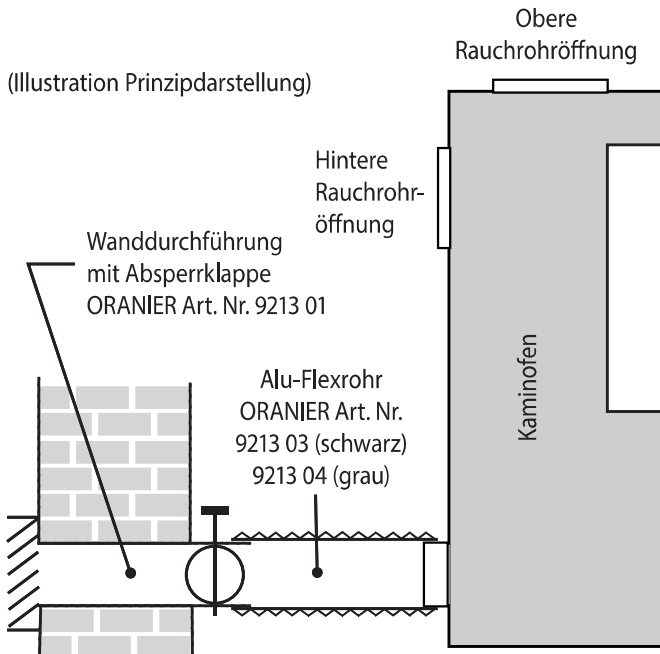 Obere
Rauchrohröffnung
(Illustration Prinzipdarstellung)
Hintere
Rauchrohr-
öffnung
Wanddurchführung
mit Absperrklappe
ORANIER Art. Nr. 9213 01
Alu-Flexrohr
ORANIER Art. Nr.
9213 03 (schwarz)
9213 04 (grau)
Kaminofen